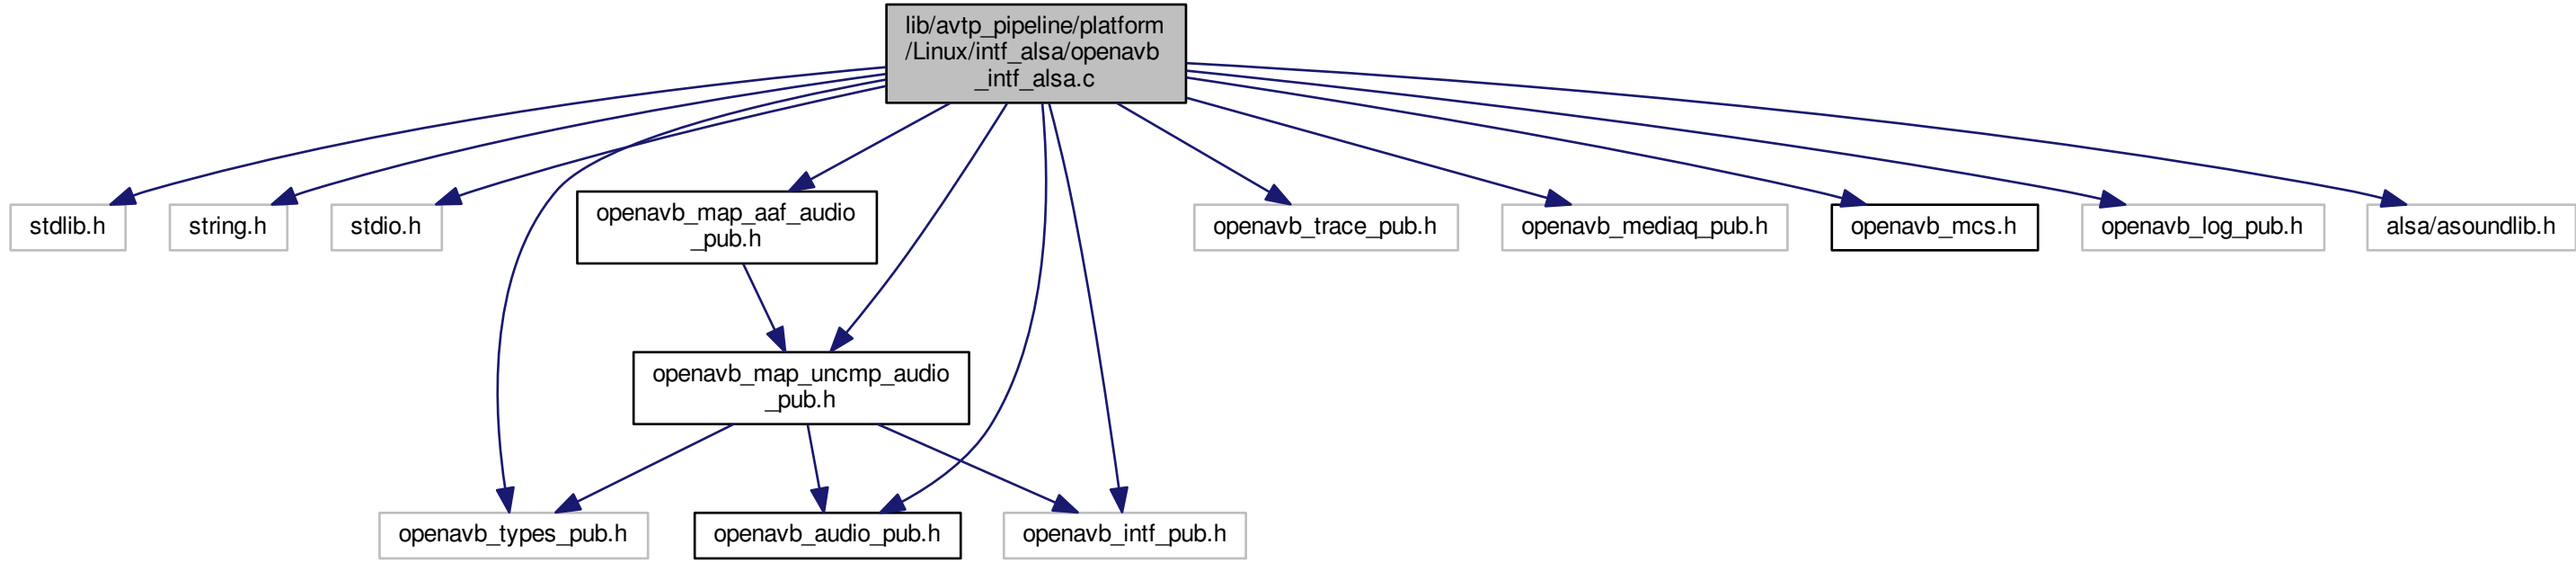 lib/avtp_pipeline/platform
/Linux/intf_alsa/openavb
_intf_alsa.c
stdlib.h
string.h
stdio.h
openavb_map_aaf_audio
_pub.h
openavb_trace_pub.h
openavb_mediaq_pub.h
openavb_mcs.h
openavb_log_pub.h
alsa/asoundlib.h
openavb_map_uncmp_audio
_pub.h
openavb_types_pub.h
openavb_audio_pub.h
openavb_intf_pub.h